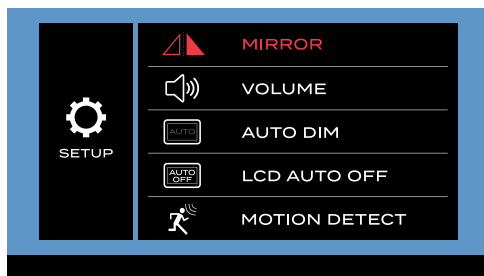 SETUP
MIRROR
VOLUME
AUTO
AUTO DIM
AUTO
OFF
LCD AUTO OFF
MOTION DETECT